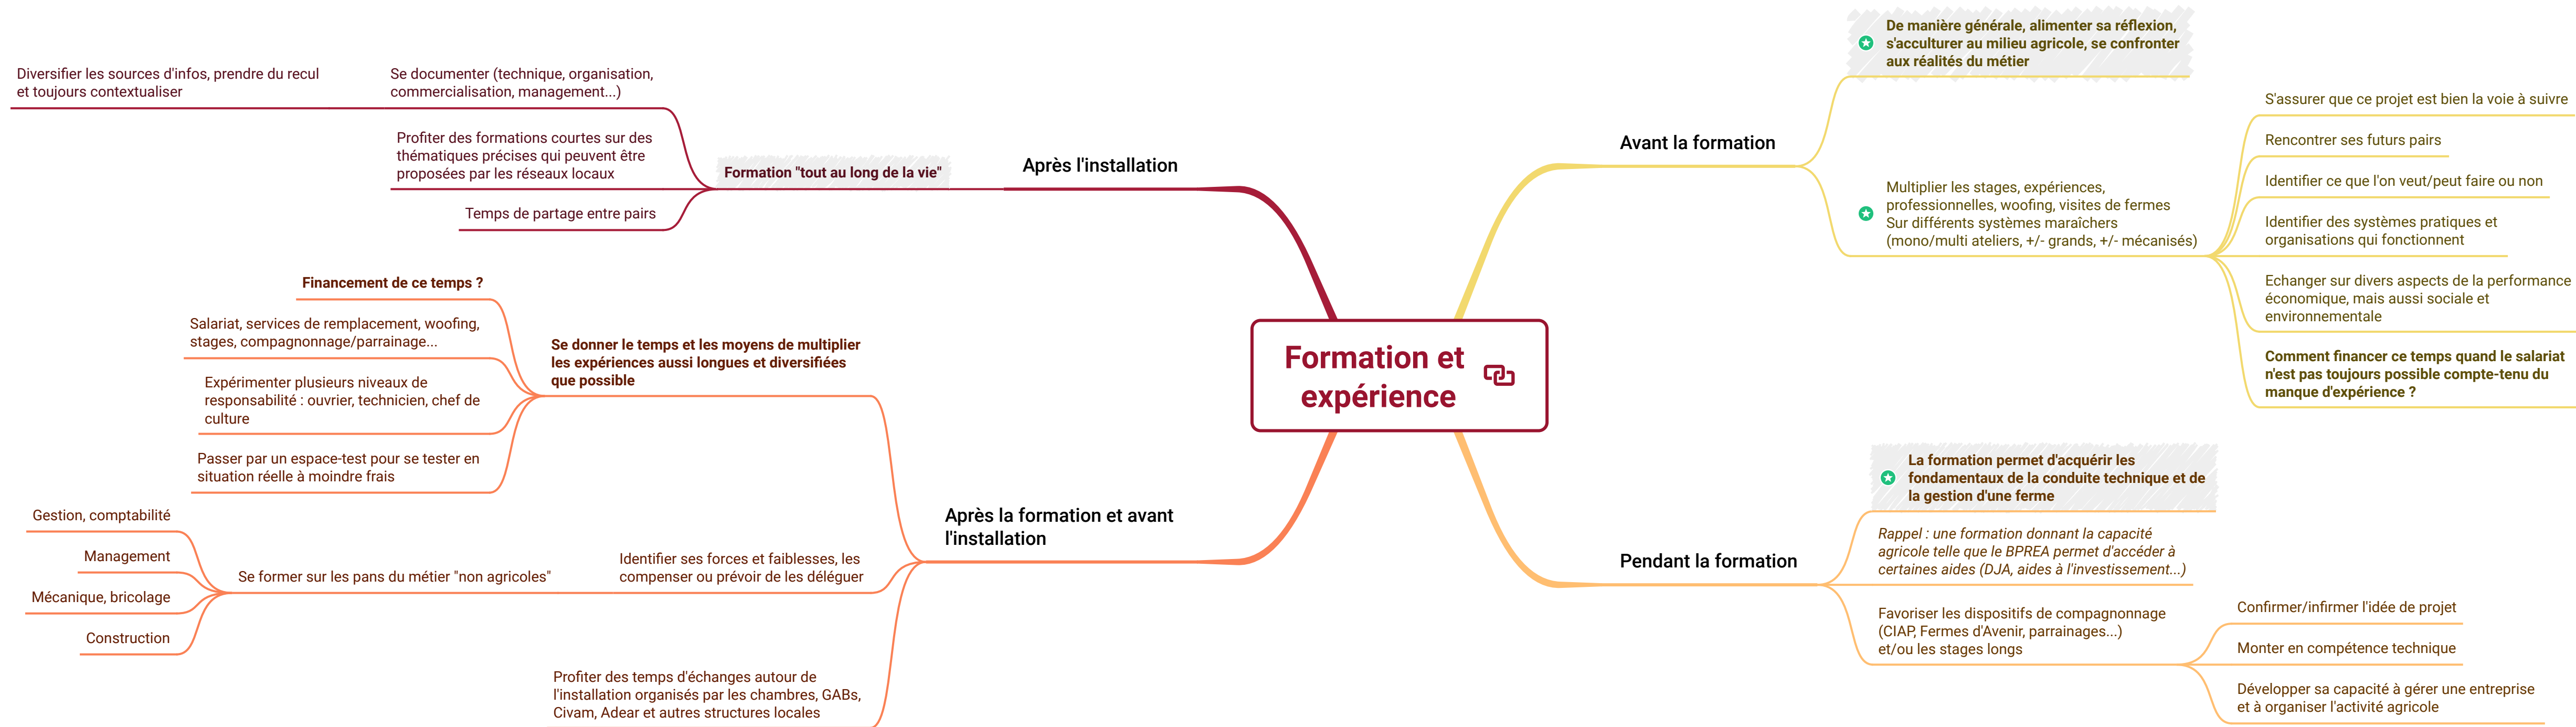 Formation et
expérience
Avant la formation
De manière générale, alimenter sa réflexion,
s'acculturer au milieu agricole, se confronter
aux réalités du métier
Multiplier les stages, expériences,
professionnelles, woofing, visites de fermes
Sur différents systèmes maraîchers
(mono/multi ateliers, +/- grands, +/- mécanisés)
S'assurer que ce projet est bien la voie à suivre
Rencontrer ses futurs pairs
Identifier ce que l'on veut/peut faire ou non
Identifier des systèmes pratiques et
organisations qui fonctionnent
Echanger sur divers aspects de la performance
économique, mais aussi sociale et
environnementale
Comment financer ce temps quand le salariat
n'est pas toujours possible compte-tenu du
manque d'expérience ?
Pendant la formation
La formation permet d'acquérir les
fondamentaux de la conduite technique et de
la gestion d'une ferme
Rappel : une formation donnant la capacité
agricole telle que le BPREA permet d'accéder à
certaines aides (DJA, aides à l'investissement...)
Favoriser les dispositifs de compagnonnage
(CIAP, Fermes d'Avenir, parrainages...)
et/ou les stages longs
Confirmer/infirmer l'idée de projet
Monter en compétence technique
Développer sa capacité à gérer une entreprise
et à organiser l'activité agricole
Après la formation et avant
l'installation
Se donner le temps et les moyens de multiplier
les expériences aussi longues et diversifiées
que possible
Financement de ce temps ?
Salariat, services de remplacement, woofing,
stages, compagnonnage/parrainage...
Expérimenter plusieurs niveaux de
responsabilité : ouvrier, technicien, chef de
culture
Passer par un espace-test pour se tester en
situation réelle à moindre frais
Identifier ses forces et faiblesses, les
compenser ou prévoir de les déléguer
Se former sur les pans du métier "non agricoles"
Gestion, comptabilité
Management
Mécanique, bricolage
Construction
Profiter des temps d'échanges autour de
l'installation organisés par les chambres, GABs,
Civam, Adear et autres structures locales
Après l'installation
Formation "tout au long de la vie"
Se documenter (technique, organisation,
commercialisation, management...)
Diversifier les sources d'infos, prendre du recul
et toujours contextualiser
Profiter des formations courtes sur des
thématiques précises qui peuvent être
proposées par les réseaux locaux
Temps de partage entre pairs